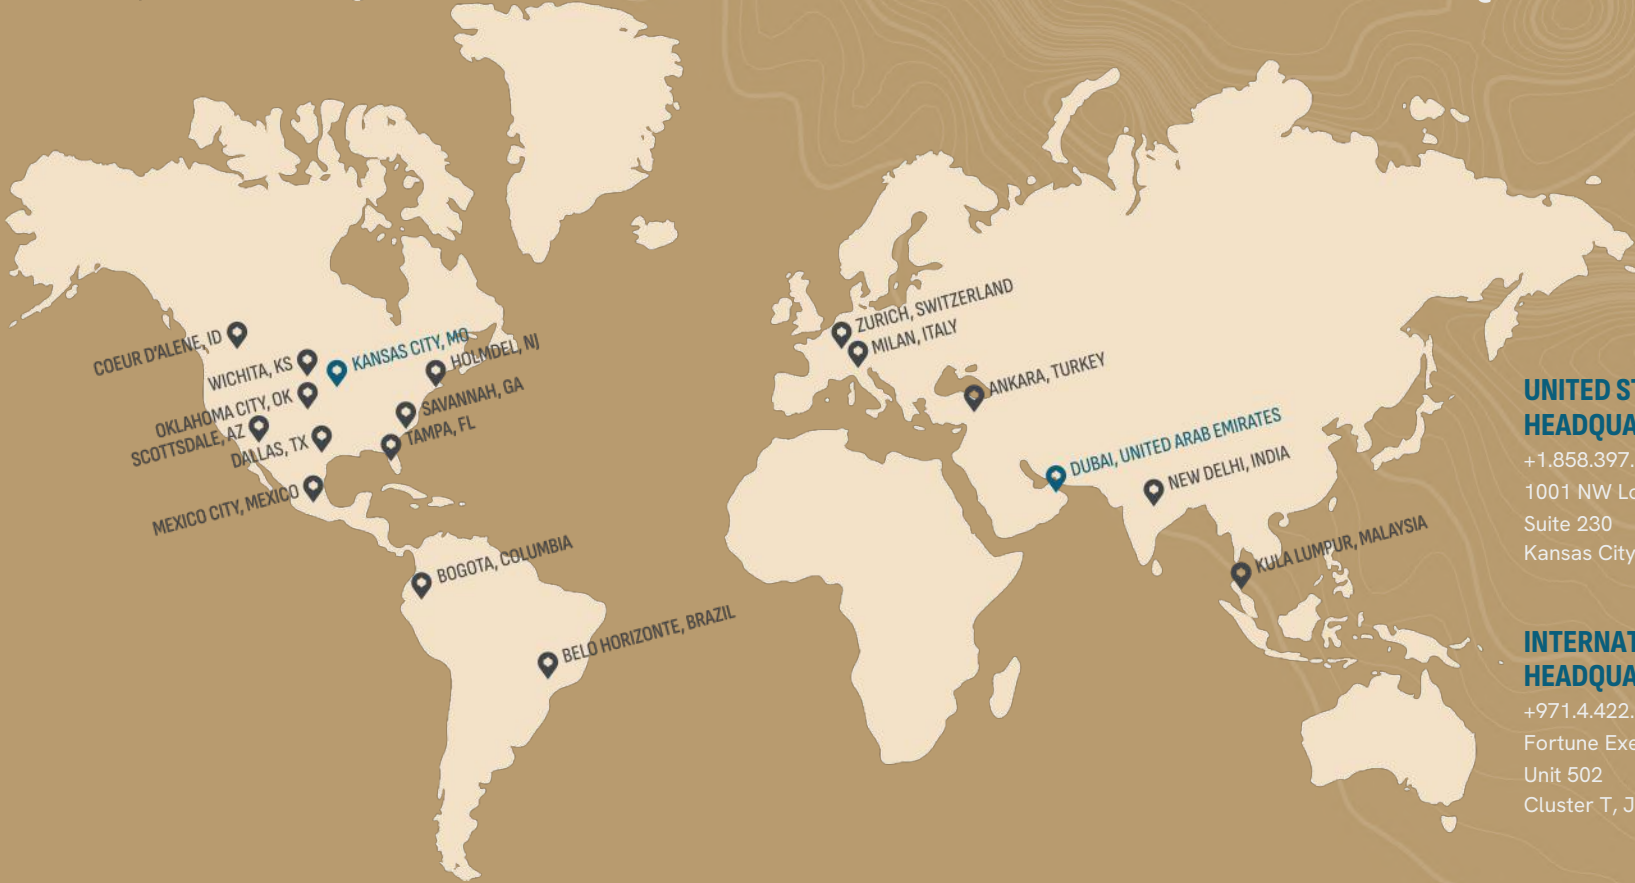 COEUR D'ALENE, ID
WICHITA, KS
KANSAS CITY, MO
HOLMDEL, NJ
OKLAHOMA CITY, OK
SCOTTSDALE, AZ
DALLAS, TX
SAVANNAH, GA
TAMPA, FL
MEXICO CITY, MEXICO
BOGOTA, COLUMBIA
BELO HORIZONTE, BRAZIL
ZURICH, SWITZERLAND
MILAN, ITALY
ANKARA, TURKEY
DUBAI, UNITED ARAB EMIRATES
NEW DELHI, INDIA
KULA LUMPUR, MALAYSIA
UNITED ST
HEADQUA
+1.858.397.
1001 NW Lo
Suite 230
Kansas City
INTERNAT
HEADQUA
+971.4.422.
Fortune Exe
Unit 502
Cluster T, J